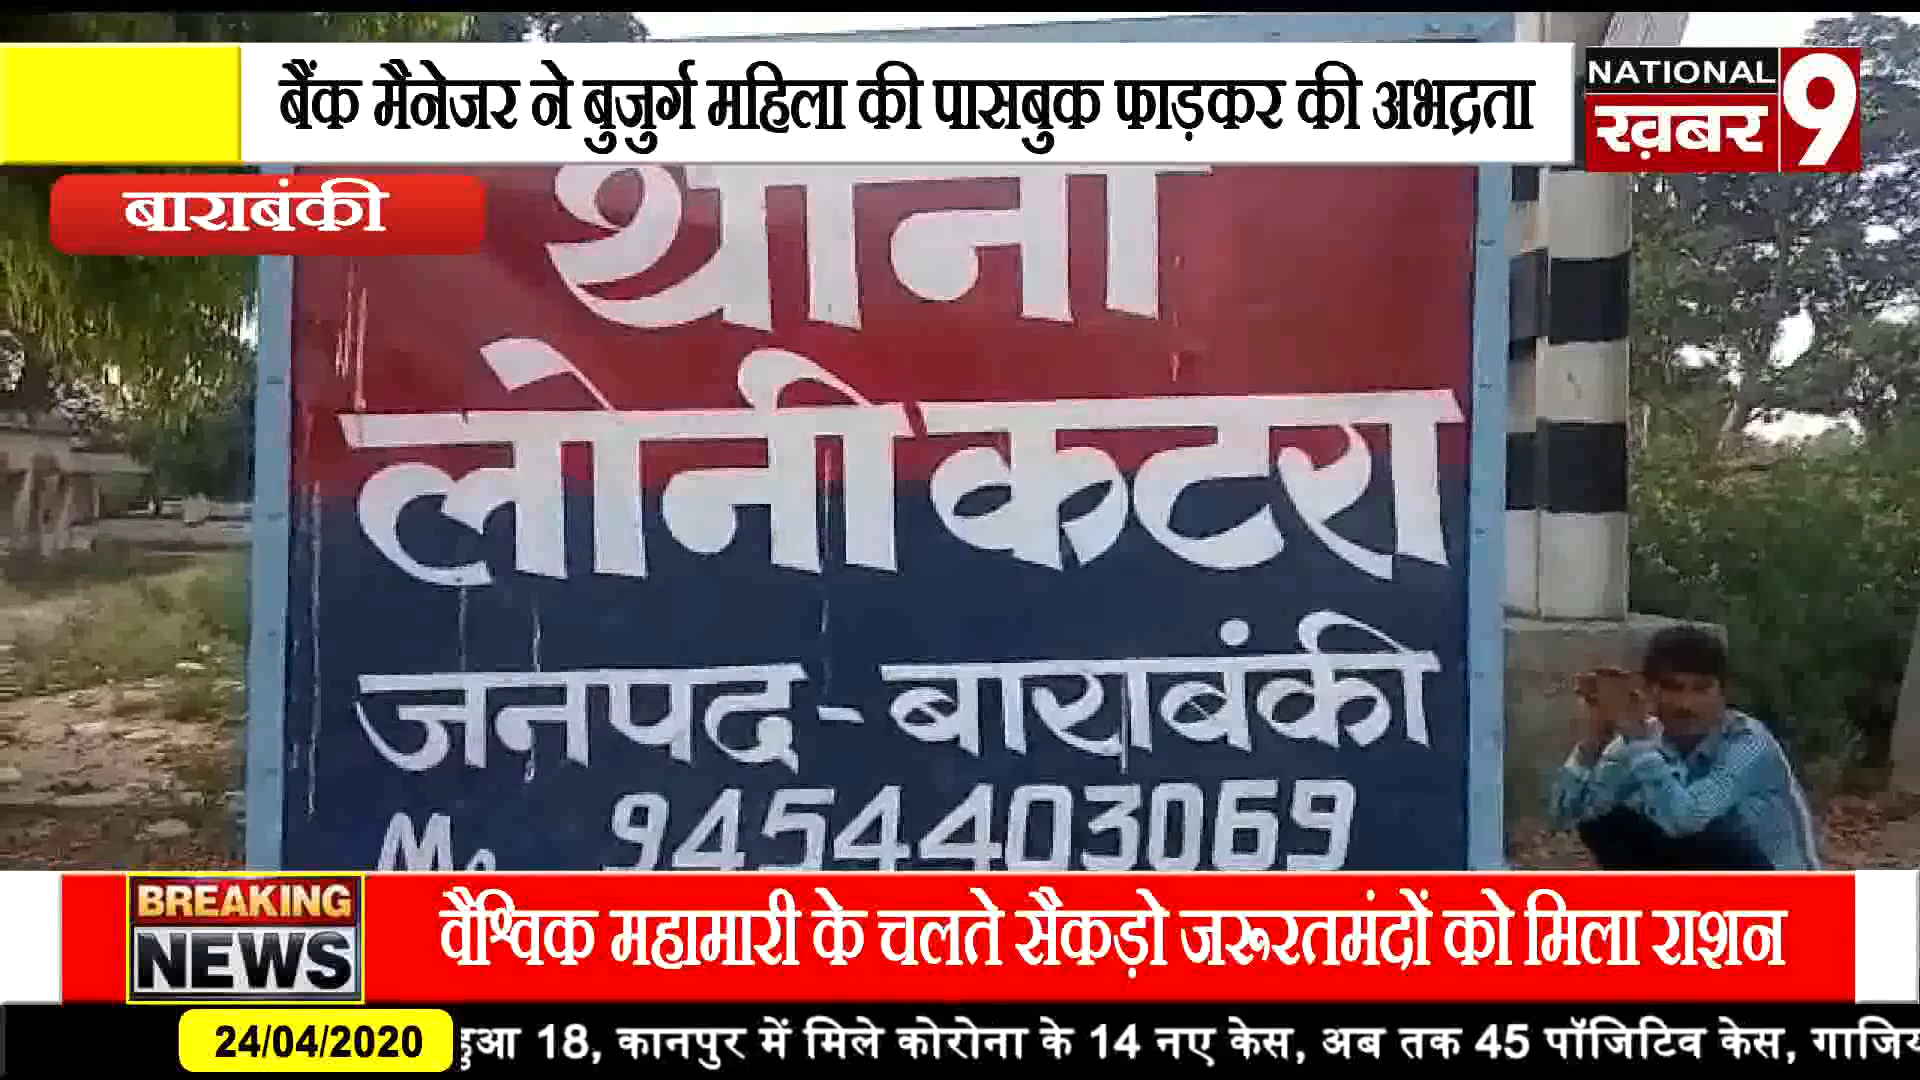 बैंक मैनेजर ने बुजुर्ग महिला की पासबुक फाड़कर की अभद्रता
NATIONAL
ख़बर 9
बाराबंकी
थाना
लोनी कटरा
जनपद - बाराबंकी
Mo 9454403069
BREAKING
NEWS
वैश्विक महामारी के चलते सैकड़ो जरूरतमंदों को मिला राशन
24/04/2020
हुआ 18, कानपुर में मिले कोरोना के 14 नए केस, अब तक 45 पॉजिटिव केस,